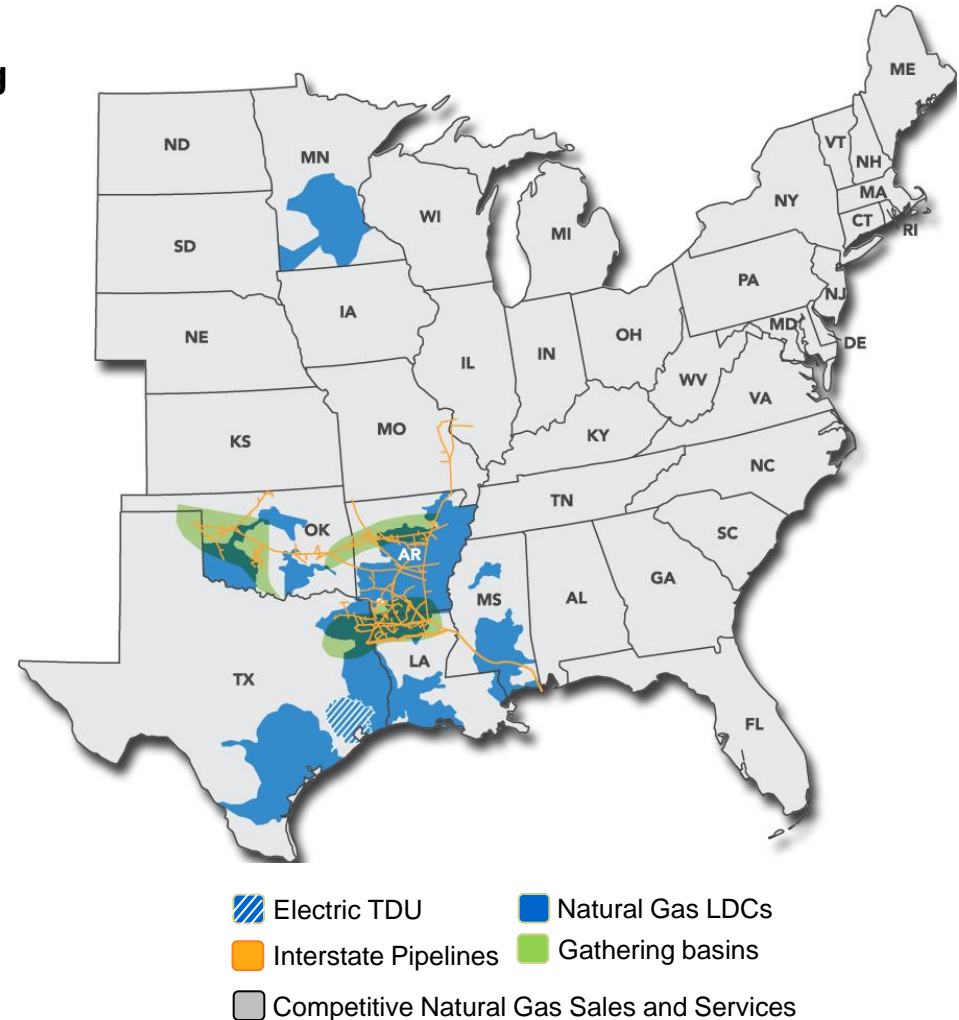 g
ME
ND
MN
VT
NH
NY
MA
WI
CT
RI
SD
MI
PA
IA
NJ
NE
OH
MD
IL
IN
DE
WV
VA
MO
KS
KY
NC
TN
OK
SC
AR
GA
MS
AL
LA
TX
FL
Electric TDU
Natural Gas LDCs
Interstate Pipelines
Gathering basins
Competitive Natural Gas Sales and Services